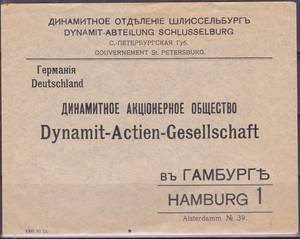 ДИНАМИТНОЕ ОТДѢЛЕНІЕ ШЛИССЕЛЬБУРГЪ
DYNAMIT-ABTEILUNG SCHLUSSELBURG
С.-ПЕТЕРБУРГСКАЯ Губ.
GOUVERNEMENT St. PETERSBURG.
Германія
Deutschland
ДИНАМИТНОЕ АКЦІОНЕРНОЕ ОБЩЕСТВО
Dynamit-Actien-Gesellschaft
въ ГАМБУРГѢ
HAMBURG 1
Alsterdamm. № 39.